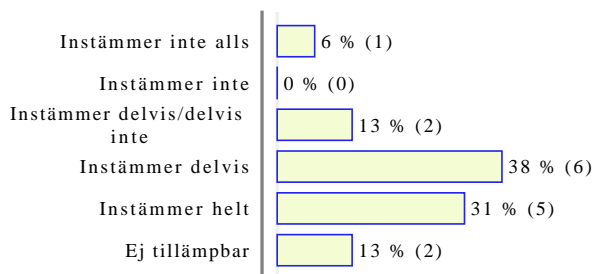 Instämmer inte alls 6 % (1)
Instämmer inte 0 % (0)
Instämmer delvis/delvis
inte 13 % (2)
Instämmer delvis 38 % (6)
Instämmer helt 31 % (5)
Ej tillämpbar 13 % (2)